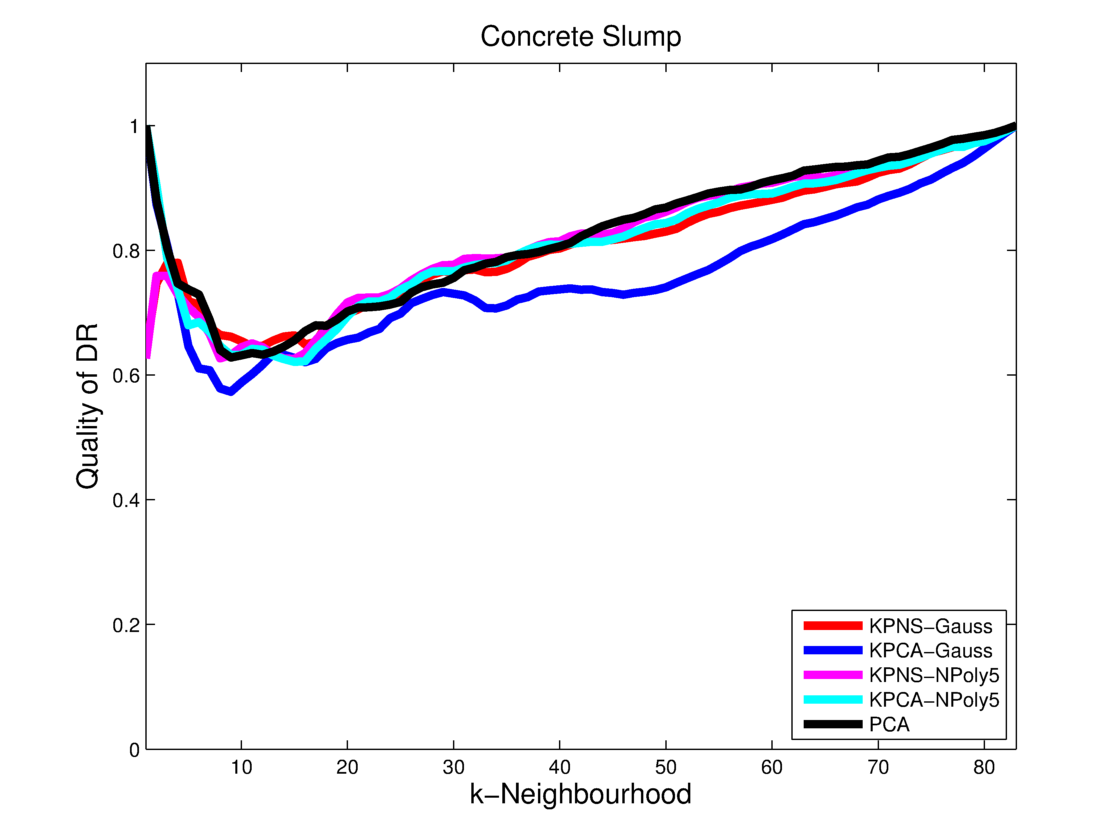 Concrete Slump
1
0.8
0.6
0.4
0.2
0
Quality of DR
10 20 30 40 50 60 70 80
k−Neighbourhood
KPNS−Gauss
KPCA−Gauss
KPNS−NPoly5
KPCA−NPoly5
PCA